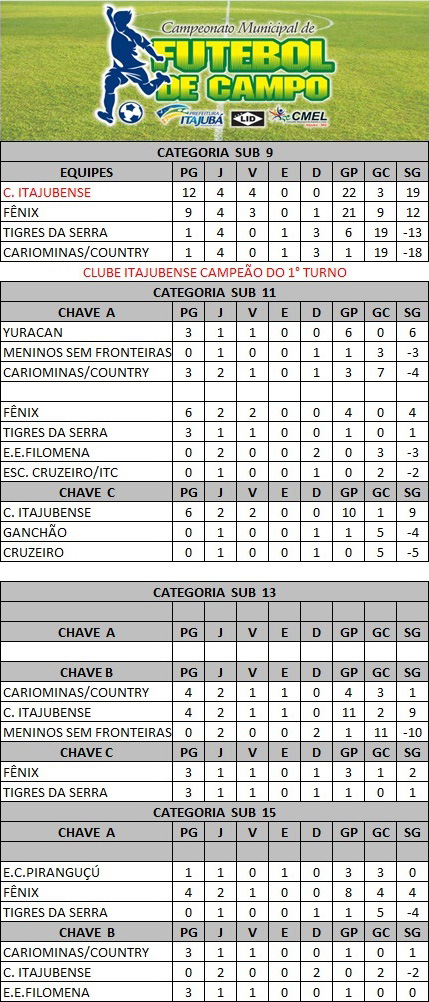 Campeonato Municipal de
FUTEBOL
DE CAMPO
PREFEITURA ITAJUBÁ LID CMEL
CATEGORIA SUB 9
EQUIPES PG J V E D GP GC SG
C. ITAJUBENSE 12 4 4 0 0 22 3 19
FÊNIX 9 4 3 0 1 21 9 12
TIGRES DA SERRA 1 4 0 1 3 6 19 -13
CARIOMINAS/COUNTRY 1 4 0 1 3 1 19 -18
CLUBE ITAJUBENSE CAMPEÃO DO 1° TURNO
CATEGORIA SUB 11
CHAVE A PG J V E D GP GC SG
YURACAN 3 1 1 0 0 6 0 6
MENINOS SEM FRONTEIRAS 0 1 0 0 1 1 3 -3
CARIOMINAS/COUNTRY 3 2 1 0 1 3 7 -4
FÊNIX 6 2 2 0 0 4 0 4
TIGRES DA SERRA 3 1 1 0 0 1 0 1
E.E.FILOMENA 0 2 0 0 2 0 3 -3
ESC. CRUZEIRO/ITC 0 1 0 0 1 0 2 -2
CHAVE C PG J V E D GP GC SG
C. ITAJUBENSE 6 2 2 0 0 10 1 9
GANCHÃO 0 1 0 0 1 1 5 -4
CRUZEIRO 0 1 0 0 1 0 5 -5
CATEGORIA SUB 13
CHAVE A PG J V E D GP GC SG
CHAVE B PG J V E D GP GC SG
CARIOMINAS/COUNTRY 4 2 1 1 0 4 3 1
C. ITAJUBENSE 4 2 1 1 0 11 2 9
MENINOS SEM FRONTEIRAS 0 2 0 0 2 1 11 -10
CHAVE C PG J V E D GP GC SG
FÊNIX 3 1 1 0 1 3 1 2
TIGRES DA SERRA 3 1 1 0 1 1 0 1
CATEGORIA SUB 15
CHAVE A PG J V E D GP GC SG
E.C.PIRANGUÇÚ 1 1 0 1 0 3 3 0
FÊNIX 4 2 1 0 0 8 4 4
TIGRES DA SERRA 0 1 0 0 1 1 5 -4
CHAVE B PG J V E D GP GC SG
CARIOMINAS/COUNTRY 3 1 1 0 0 1 0 1
C. ITAJUBENSE 0 2 0 0 2 0 2 -2
E.E.FILOMENA 3 1 1 0 0 1 0 0